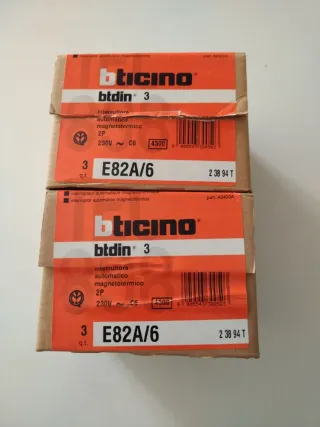 bticino
btdin 3
interruttore
automatico
magnetotermico
2P
230V ~ C6 4500
3 E82A/6 2 38 94 T
q.t.
bticino
btdin 3
interruttore
automatico
magnetotermico
2P
230V ~ C6 4500
3 E82A/6 2 38 94 T
q.t.